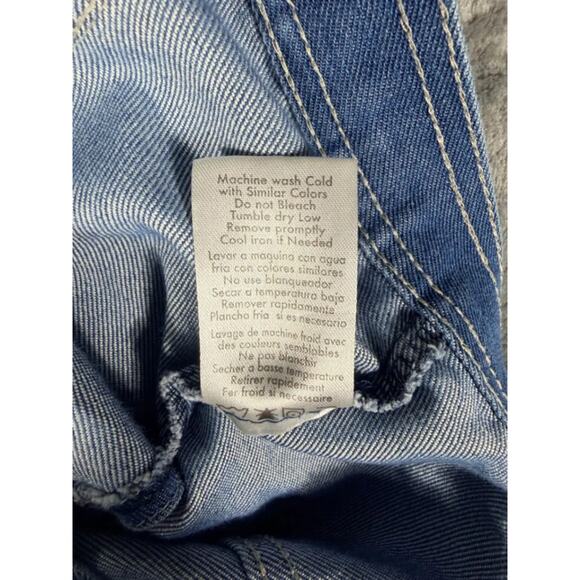 Machine wash Cold
with Similar Colors
Do not Bleach
Tumble dry Low
Remove promptly
Cool iron if Needed
Lavar a maquina con agua
fria con colores similares
No use blanqueador
Secar a temperatura baja
Remover rapidamente
Plancha fria si es necesario
Lavage de machine froid avec
des couleurs semblables
Ne pas blanchir
Secher a basse temperature
Retirer rapidement
Fer froid si necessaire